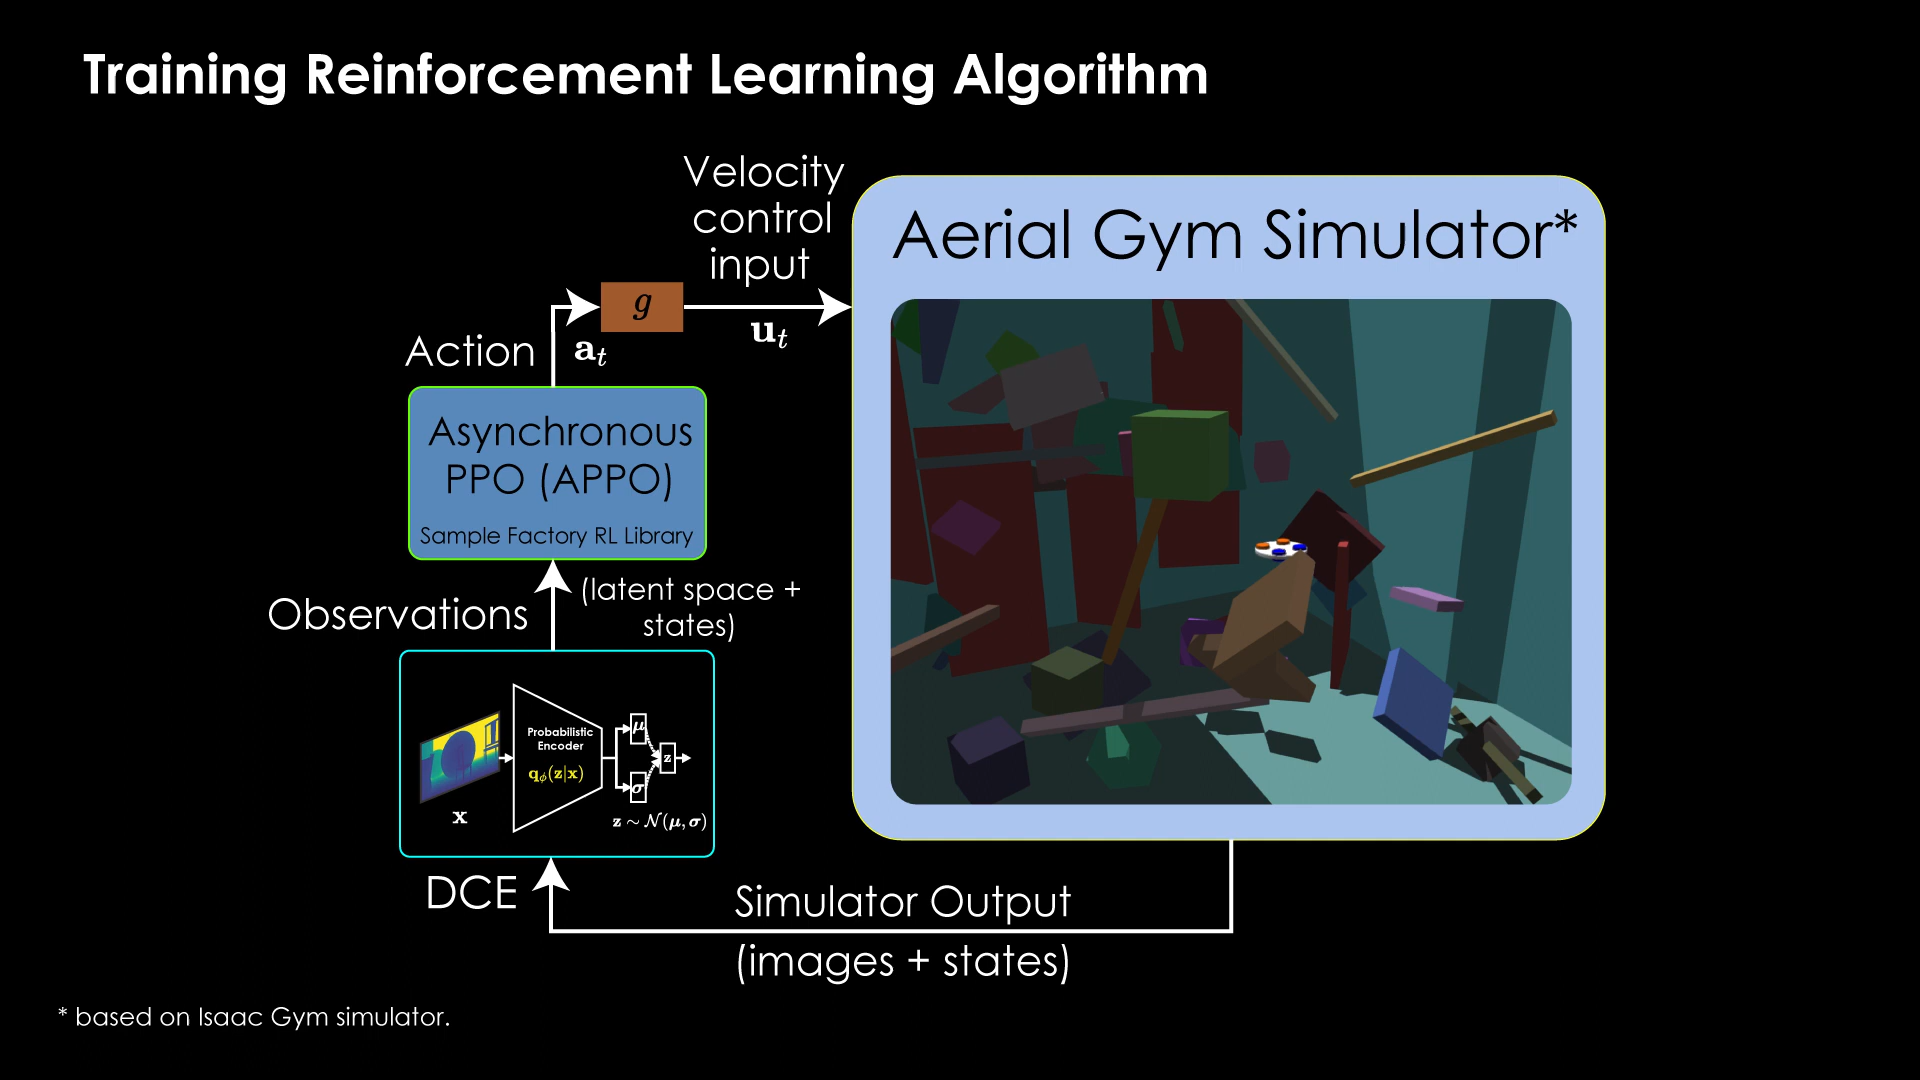 Training Reinforcement Learning Algorithm
Velocity
control
input
Aerial Gym Simulator*
g
Action
a_t
u_t
Asynchronous
PPO (APPO)
Sample Factory RL Library
Observations
(latent space +
states)
Probabilistic
Encoder
q_ϕ(z|x)
μ
z
σ
x
z ∼ 𝒩(μ, σ)
DCE
Simulator Output
(images + states)
* based on Isaac Gym simulator.